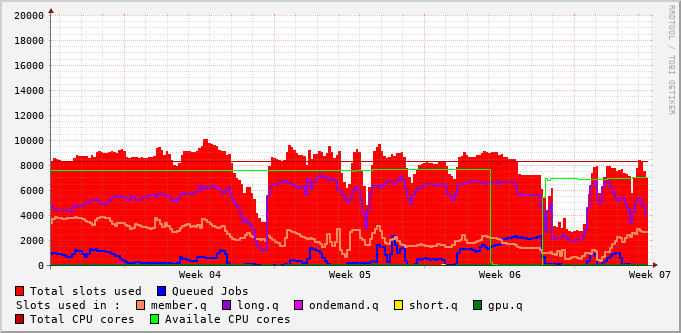 20000
18000
16000
14000
12000
10000
8000
6000
4000
2000
0
Week 04 Week 05 Week 06 Week 07
Total slots used Queued Jobs
Slots used in : member.q long.q ondemand.q short.q gpu.q
Total CPU cores Availale CPU cores
RRDTOOL / TOBI OETIKER